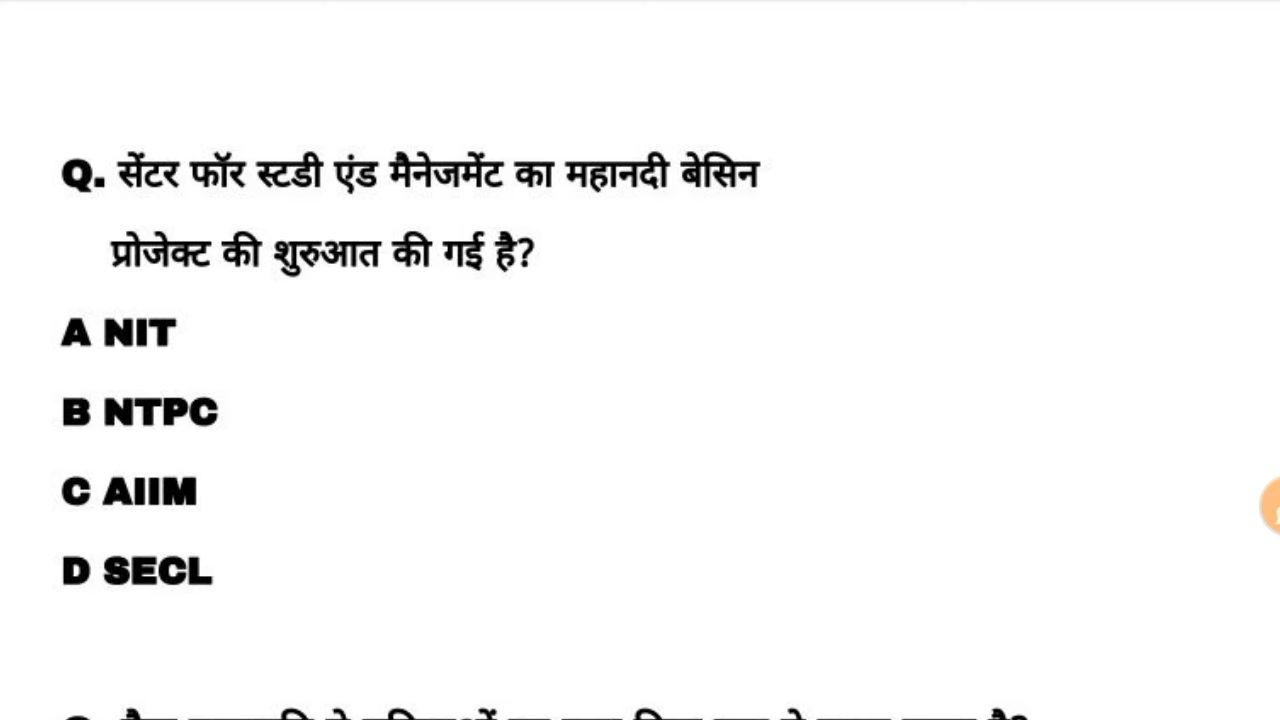 Q. सेंटर फॉर स्टडी एंड मैनेजमेंट का महानदी बेसिन
प्रोजेक्ट की शुरुआत की गई है?
A NIT
B NTPC
C AIIM
D SECL